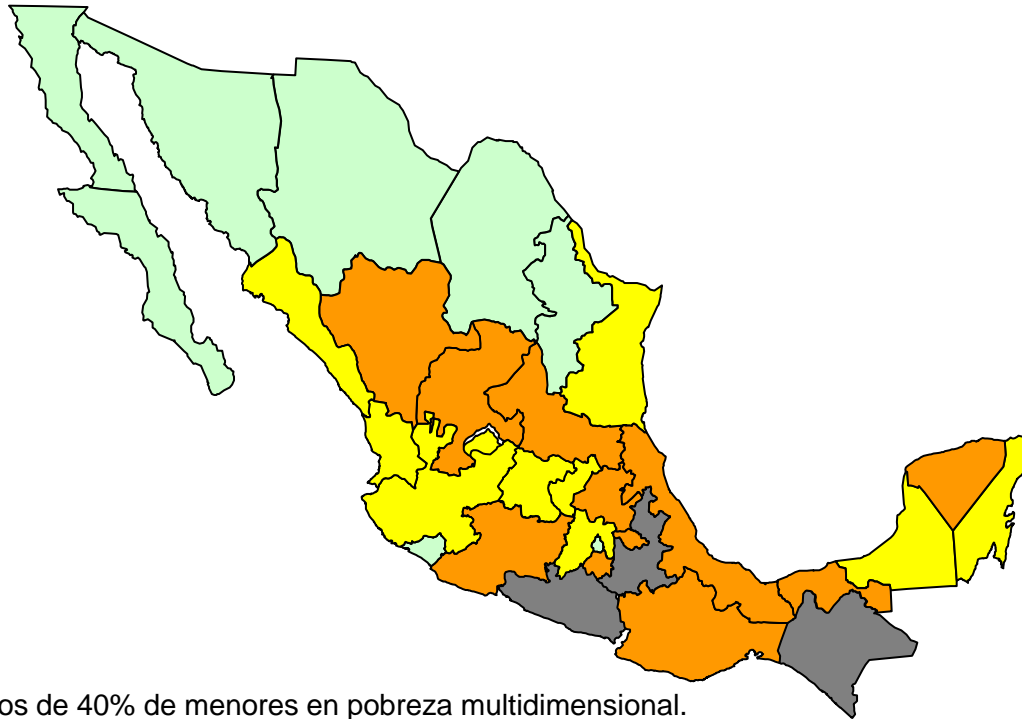 os de 40% de menores en pobreza multidimensional.